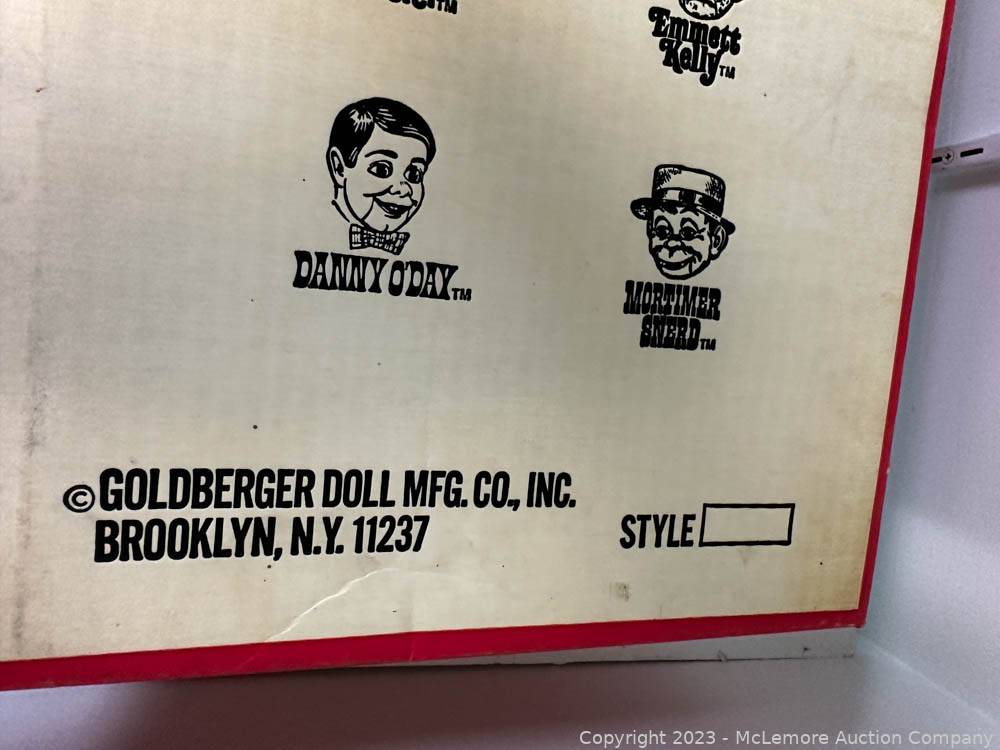 Emmett
Kelly™
DANNY O'DAY™
MORTIMER
SNERD™
© GOLDBERGER DOLL MFG. CO., INC.
BROOKLYN, N.Y. 11237
STYLE
Copyright 2023 - McLemore Auction Company